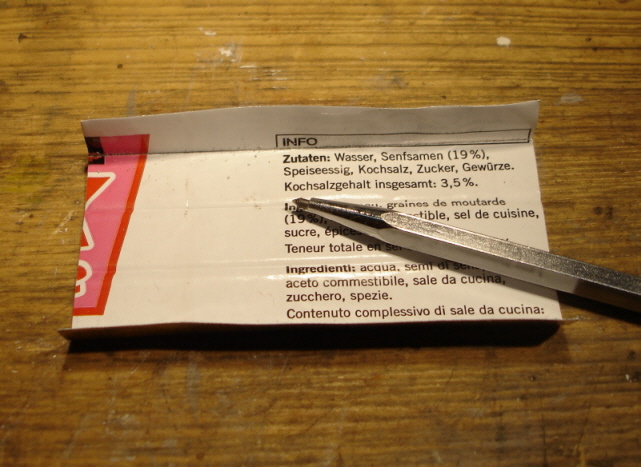 INFO
Zutaten: Wasser, Senfsamen (19%),
Speiseessig, Kochsalz, Zucker, Gewürze.
Kochsalzgehalt insgesamt: 3,5%.
graines de moutarde
(19%), sel de cuisine,
sucre,
Teneur totale en
Ingredienti: acqua, semi di
aceto commestibile, sale da cucina,
zucchero, spezie.
Contenuto complessivo di sale da cucina: